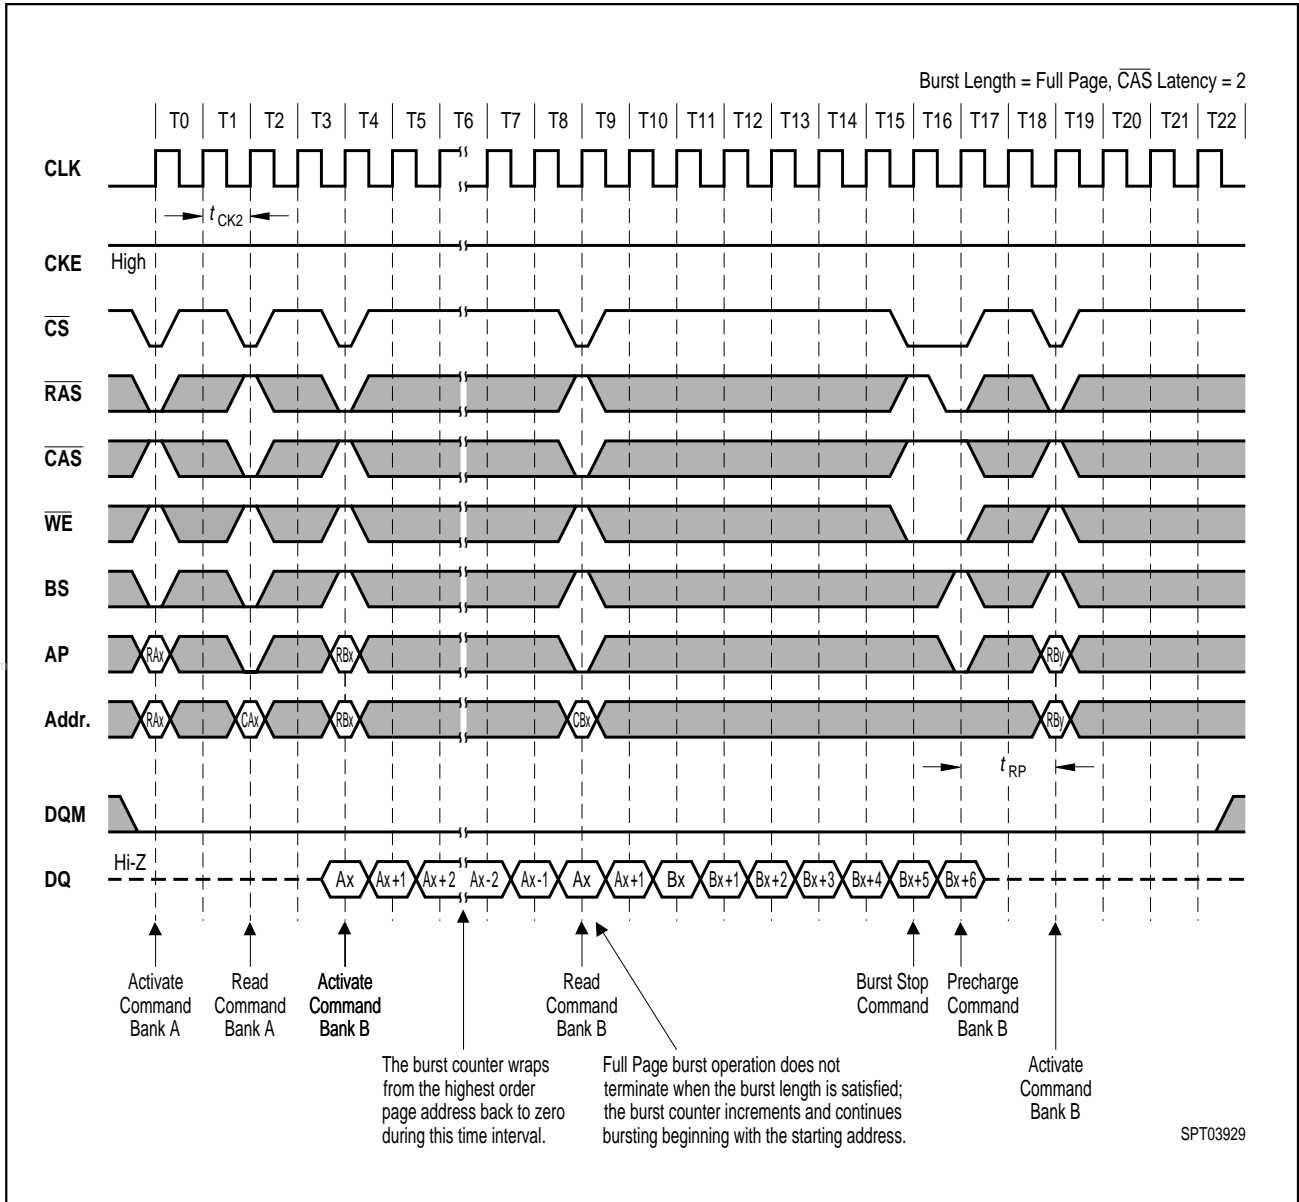 Burst Length = Full Page, CAS Latency = 2
T0 T1 T2 T3 T4 T5 T6 T7 T8 T9 T10 T11 T12 T13 T14 T15 T16 T17 T18 T19 T20 T21 T22
CLK
t CK2
CKE High
CS
RAS
CAS
WE
BS
AP RAx RBx RBy
Addr. RAx CAx RBx CBx RBy
t RP
DQM
Hi-Z
DQ Ax Ax+1 Ax+2 Ax-2 Ax-1 Ax Ax+1 Bx Bx+1 Bx+2 Bx+3 Bx+4 Bx+5 Bx+6
Activate
Command
Bank A
Read
Command
Bank A
Activate
Command
Bank B
Read
Command
Bank B
Burst Stop
Command
Precharge
Command
Bank B
The burst counter wraps
from the highest order
page address back to zero
during this time interval.
Full Page burst operation does not
terminate when the burst length is satisfied;
the burst counter increments and continues
bursting beginning with the starting address.
Activate
Command
Bank B
SPT03929